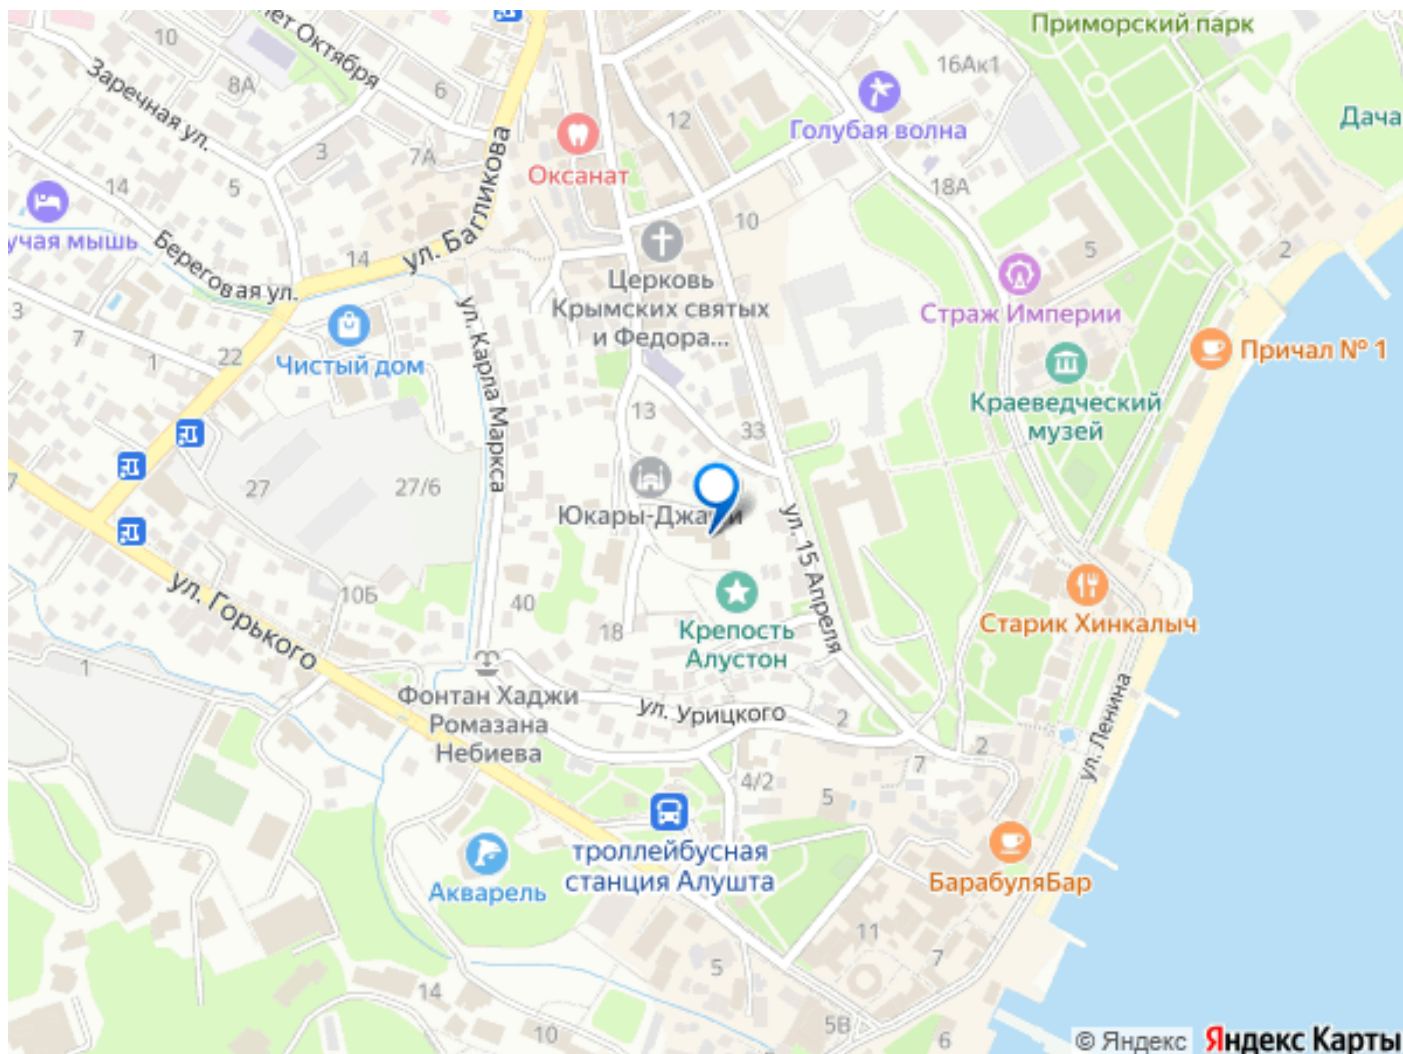 Приморский парк
лет Октября
10
16Ак1
Заречная ул.
8А
6
Дача
12
Голубая волна
3
7А
Оксанат
14
5
18А
ул. Багликова
10
учая мышь
14
5
2
Береговая ул.
Церковь
Крымских святых
и Федора...
Страж Империи
3
7
1
22
Чистый дом
ул. Карла Маркса
Причал № 1
Краеведческий
музей
13
33
7
27
27/6
Юкары-Джами
ул. 15 Апреля
ул. Горького
10Б
40
18
Крепость
Алустон
Старик Хинкалыч
1
Фонтан Хаджи
Ромазана
Небиева
ул. Урицкого
2
2
7
ул. Ленина
4/2
5
троллейбусная
станция Алушта
Акварель
БарабуляБар
11
7
5
14
10
5В
6
© Яндекс Яндекс Карты